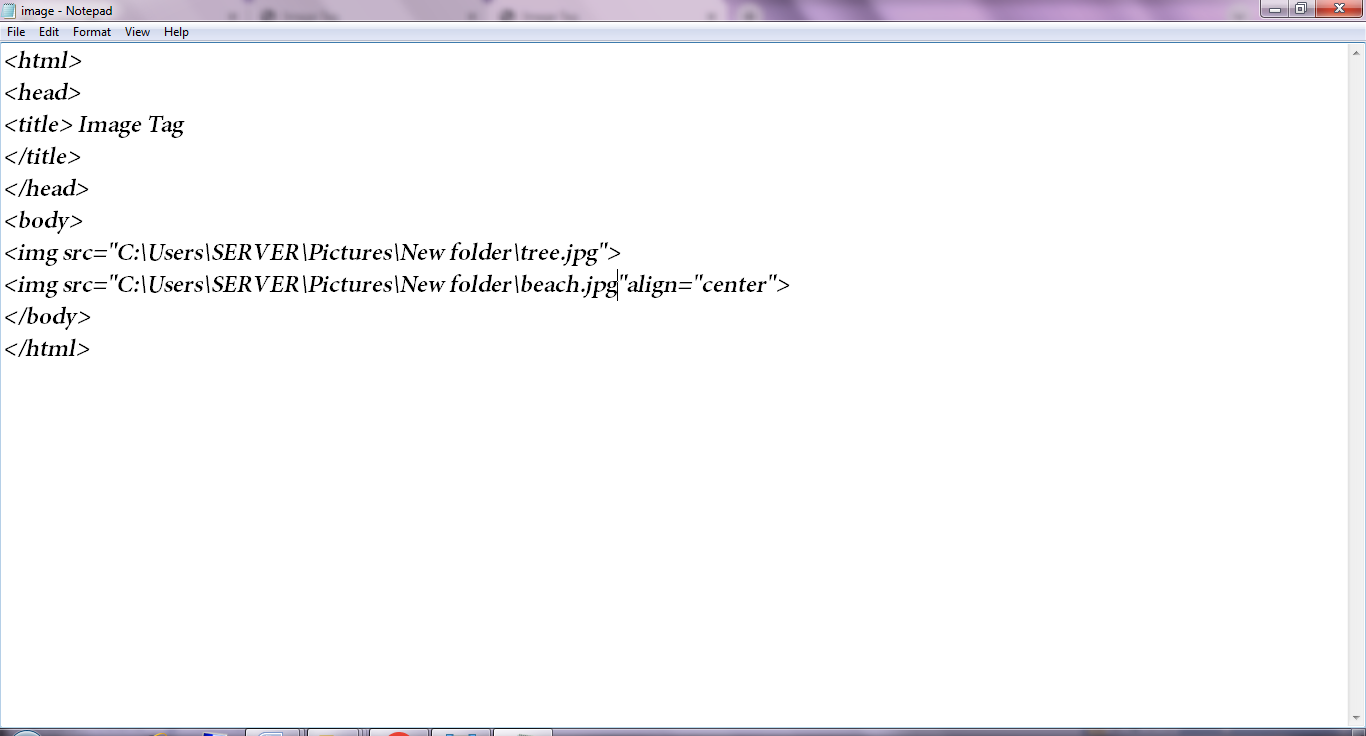 image - Notepad
File Edit Format View Help
<html>
<head>
<title> Image Tag
</title>
</head>
<body>
<img src="C:\Users\SERVER\Pictures\New folder\tree.jpg">
<img src="C:\Users\SERVER\Pictures\New folder\beach.jpg"align="center">
</body>
</html>